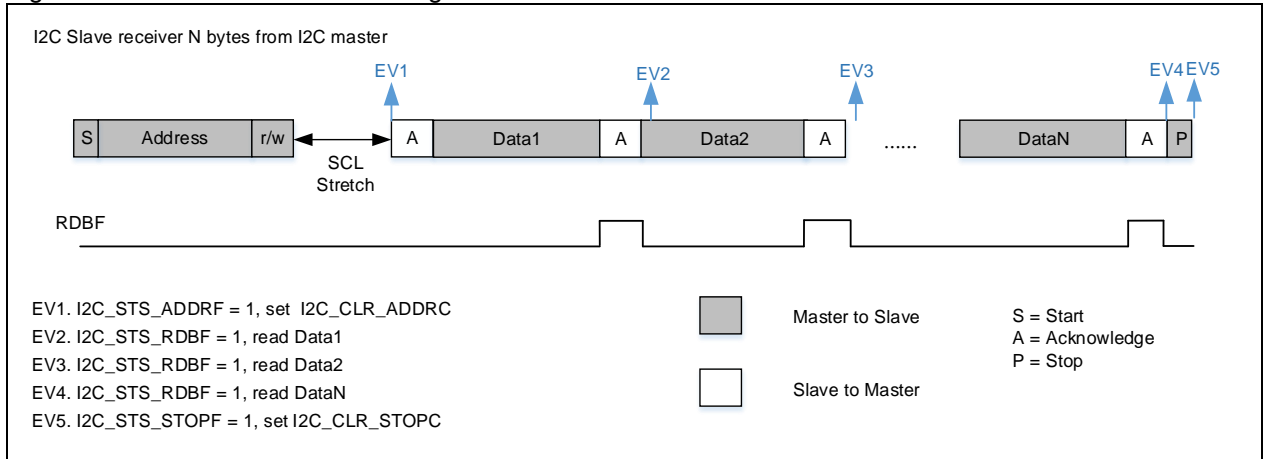 I2C Slave receiver N bytes from I2C master
EV1 EV2 EV3 EV4 EV5
S Address r/w A Data1 A Data2 A ...... DataN A P
SCL
Stretch
RDBF
EV1. I2C_STS_ADDRF = 1, set I2C_CLR_ADDRC
EV2. I2C_STS_RDBF = 1, read Data1
EV3. I2C_STS_RDBF = 1, read Data2
EV4. I2C_STS_RDBF = 1, read DataN
EV5. I2C_STS_STOPF = 1, set I2C_CLR_STOPC
Master to Slave
Slave to Master
S = Start
A = Acknowledge
P = Stop